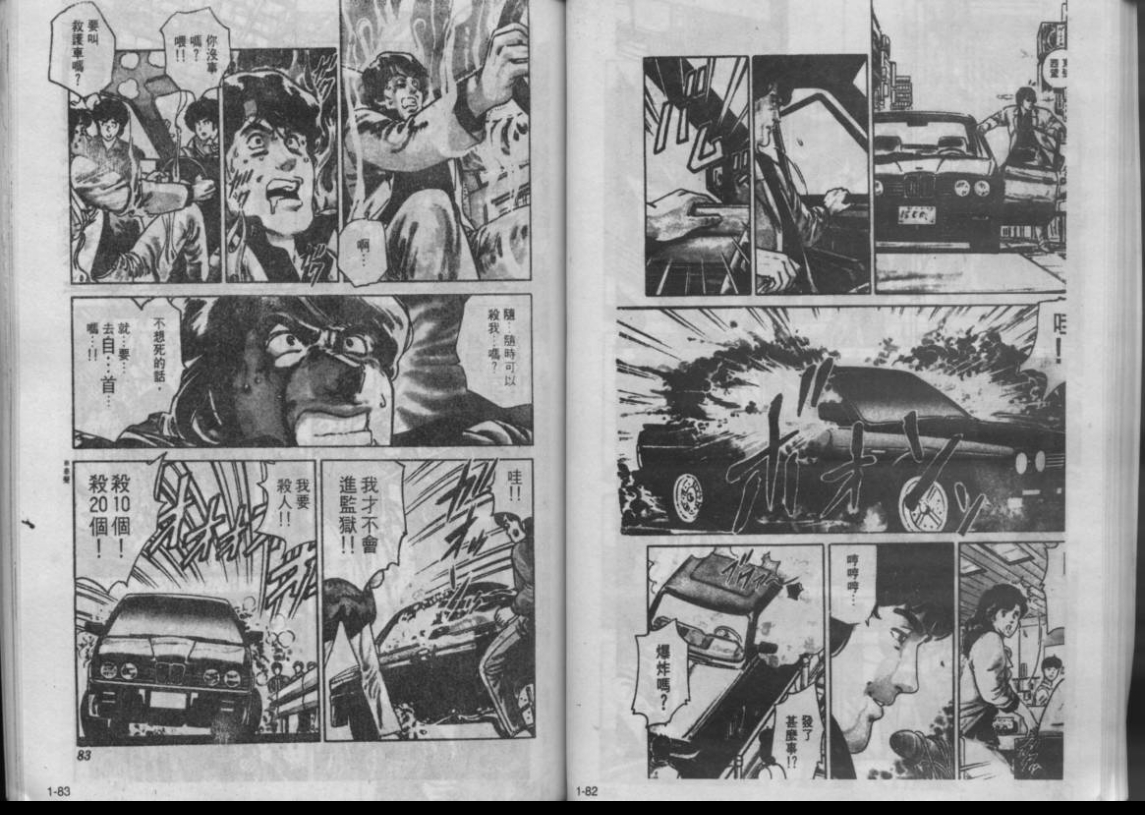 哇!
哼哼哼…
發了
甚麼事!?
爆炸嗎?
1-82
啊…
你沒事
嗎?
喂!!
要叫
救護車嗎?
隨…隨時可以
殺我…嗎?
不想死的話,
就…要…
去自…首…
嗎…!!
哇!!
我才不會
進監獄!!
我要
殺人!!
殺10個!
殺20個!
83
1-83